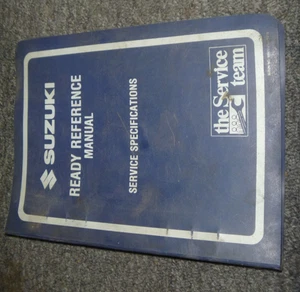 SUZUKI
READY REFERENCE
MANUAL
SERVICE SPECIFICATIONS
the Service
team